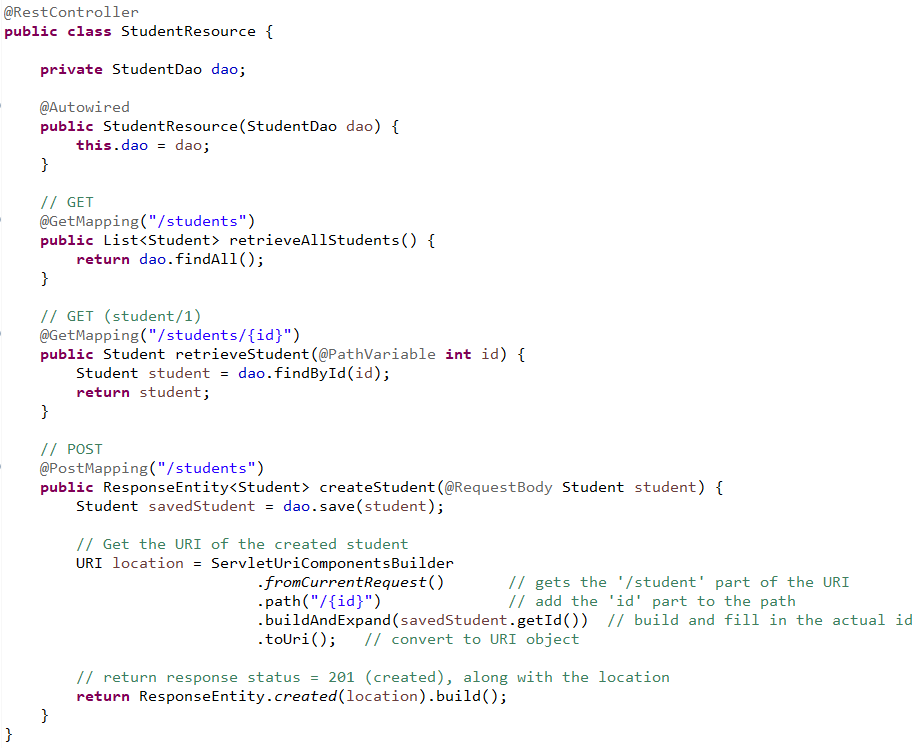 @RestController
public class StudentResource {
private StudentDao dao;
@Autowired
public StudentResource(StudentDao dao) {
this.dao = dao;
}
// GET
@GetMapping("/students")
public List<Student> retrieveAllStudents() {
return dao.findAll();
}
// GET (student/1)
@GetMapping("/students/{id}")
public Student retrieveStudent(@PathVariable int id) {
Student student = dao.findById(id);
return student;
}
// POST
@PostMapping("/students")
public ResponseEntity<Student> createStudent(@RequestBody Student student) {
Student savedStudent = dao.save(student);
// Get the URI of the created student
URI location = ServletUriComponentsBuilder
.fromCurrentRequest() // gets the '/student' part of the URI
.path("/{id}") // add the 'id' part to the path
.buildAndExpand(savedStudent.getId()) // build and fill in the actual id
.toUri(); // convert to URI object
// return response status = 201 (created), along with the location
return ResponseEntity.created(location).build();
}
}